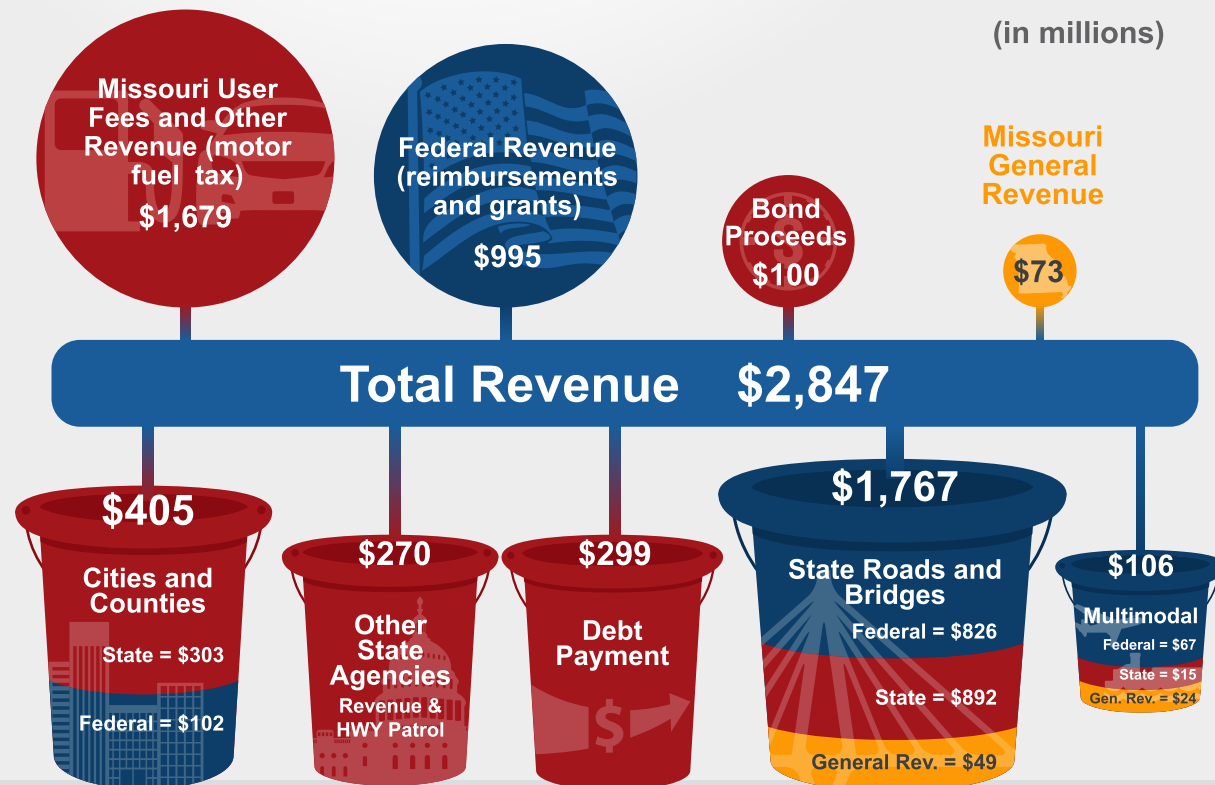 (in millions)
Missouri User
Fees and Other
Revenue (motor
fuel tax)
$1,679
Federal Revenue
(reimbursements
and grants)
$995
Bond
Proceeds
$100
Missouri
General
Revenue
$73
Total Revenue $2,847
$405
Cities and
Counties
State = $303
Federal = $102
$270
Other
State
Agencies
Revenue &
HWY Patrol
$299
Debt
Payment
$
$1,767
State Roads and
Bridges
Federal = $826
State = $892
General Rev. = $49
$106
Multimodal
Federal = $67
State = $15
Gen. Rev. = $24